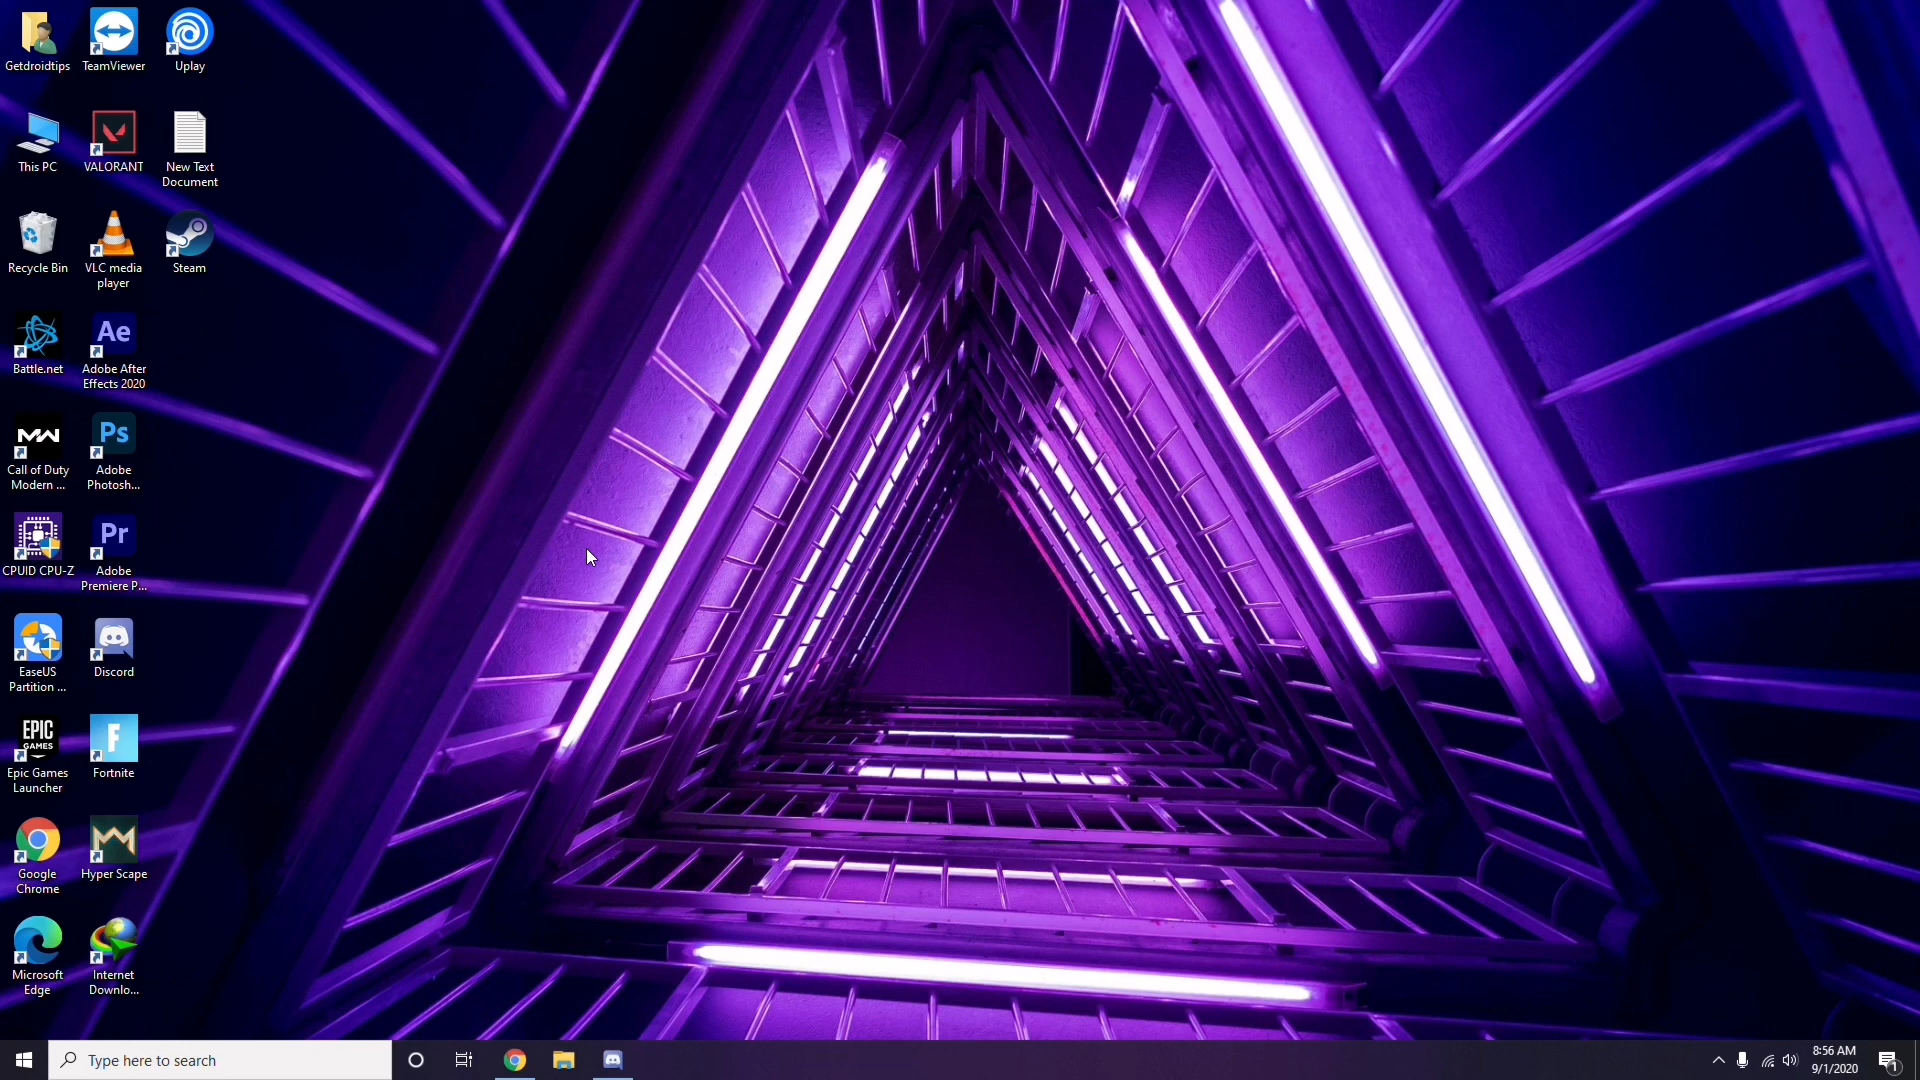 Getdroidtips
TeamViewer
Uplay
This PC
VALORANT
New Text
Document
Recycle Bin
VLC media
player
Steam
Battle.net
Ae
Adobe After
Effects 2020
MW
Call of Duty
Modern ...
Ps
Adobe
Photosh...
CPUID CPU-Z
Pr
Adobe
Premiere P...
EaseUS
Partition ...
Discord
EPIC
GAMES
Epic Games
Launcher
F
Fortnite
Google
Chrome
Hyper Scape
Microsoft
Edge
Internet
Downlo...
Type here to search
8:56 AM
9/1/2020
1